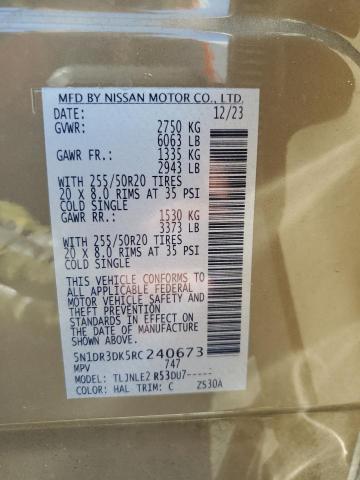 MFD BY NISSAN MOTOR CO., LTD.
DATE: 12/23
GVWR: 2750 KG
6063 LB
GAWR FR.: 1335 KG
2943 LB
WITH 255/50R20 TIRES
20 X 8.0 RIMS AT 35 PSI
COLD SINGLE
GAWR RR.: 1530 KG
3373 LB
WITH 255/50R20 TIRES
20 X 8.0 RIMS AT 35 PSI
COLD SINGLE
THIS VEHICLE CONFORMS TO
ALL APPLICABLE FEDERAL
MOTOR VEHICLE SAFETY AND
THEFT PREVENTION
STANDARDS IN EFFECT ON
THE DATE OF MANUFACTURE
SHOWN ABOVE.
5N1DR3DK5RC240673
MPV 747
MODEL: TLJNLE2 R53DU7-----
COLOR: HAL TRIM: C ZS30A